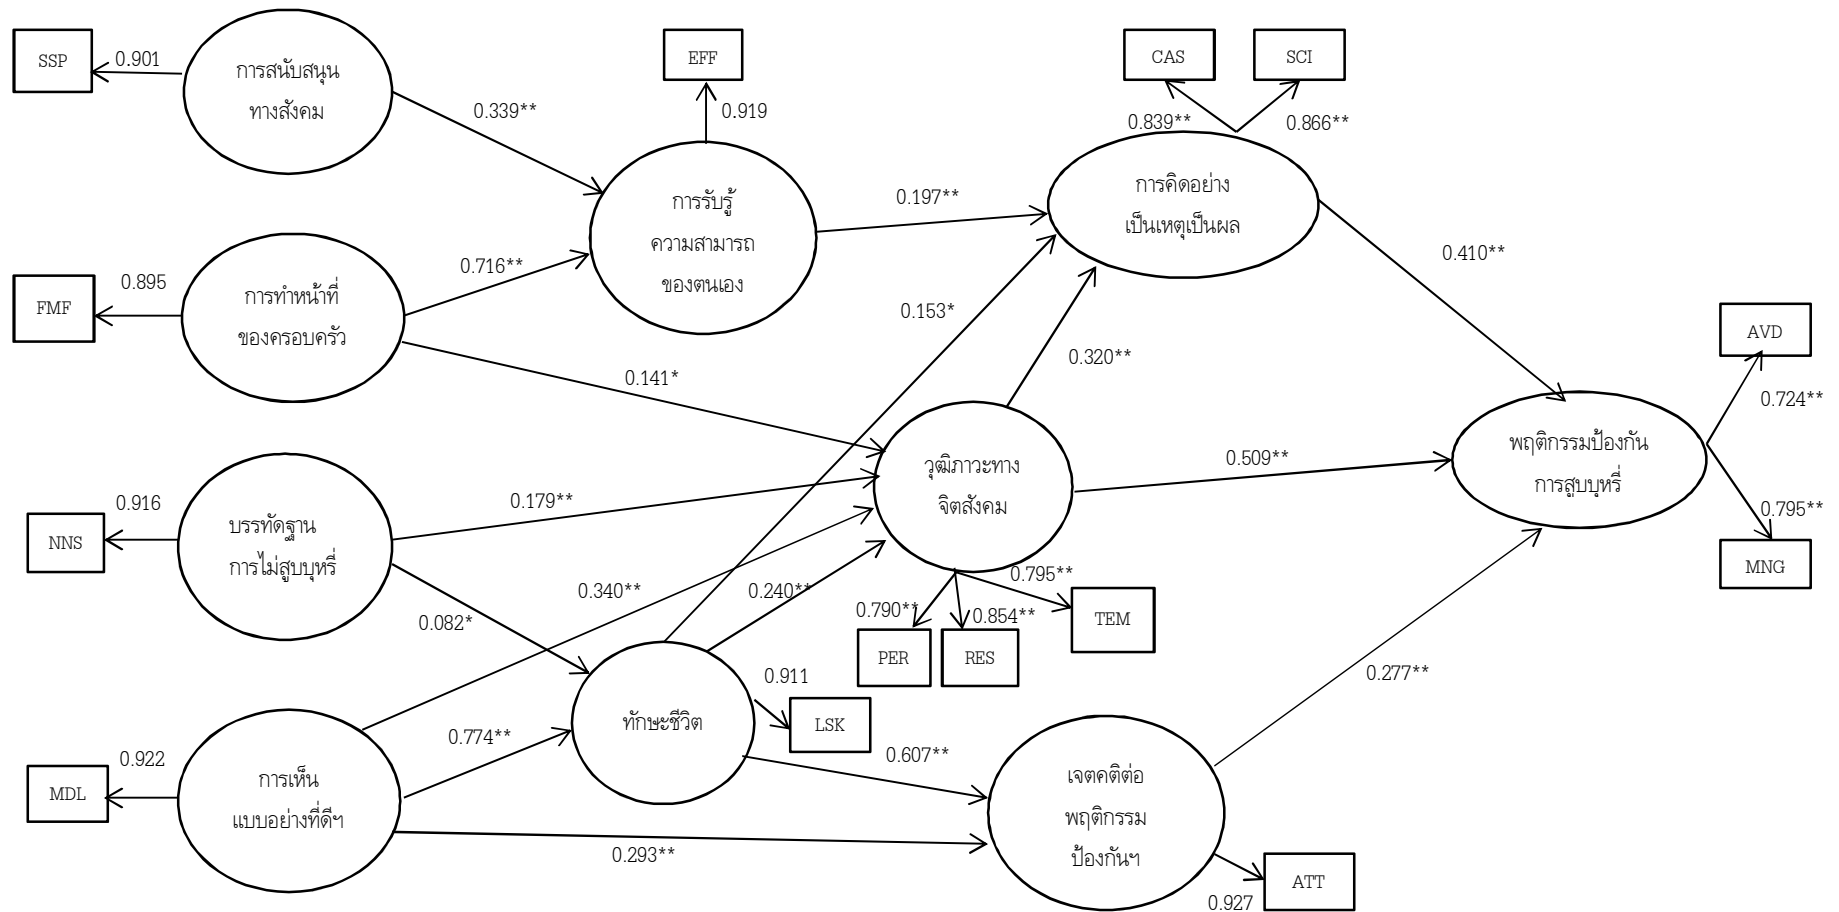 SSP
0.901
การสนับสนุน
ทางสังคม
0.339**
EFF
0.919
CAS
SCI
0.839**
0.866**
การรับรู้
ความสามารถ
ของตนเอง
0.197**
การคิดอย่าง
เป็นเหตุเป็นผล
0.410**
FMF
0.895
การทำหน้าที่
ของครอบครัว
0.716**
0.141*
0.153*
0.320**
AVD
0.724**
NNS
0.916
บรรทัดฐาน
การไม่สูบบุหรี่
0.179**
0.082*
วุฒิภาวะทาง
จิตสังคม
0.509**
พฤติกรรมป้องกัน
การสูบบุหรี่
0.795**
MNG
0.340**
0.240**
0.790**
0.854**
0.795**
PER
RES
TEM
MDL
0.922
การเห็น
แบบอย่างที่ดีฯ
0.774**
ทักษะชีวิต
0.911
LSK
0.607**
0.293**
0.277**
เจตคติต่อ
พฤติกรรม
ป้องกันฯ
0.927
ATT